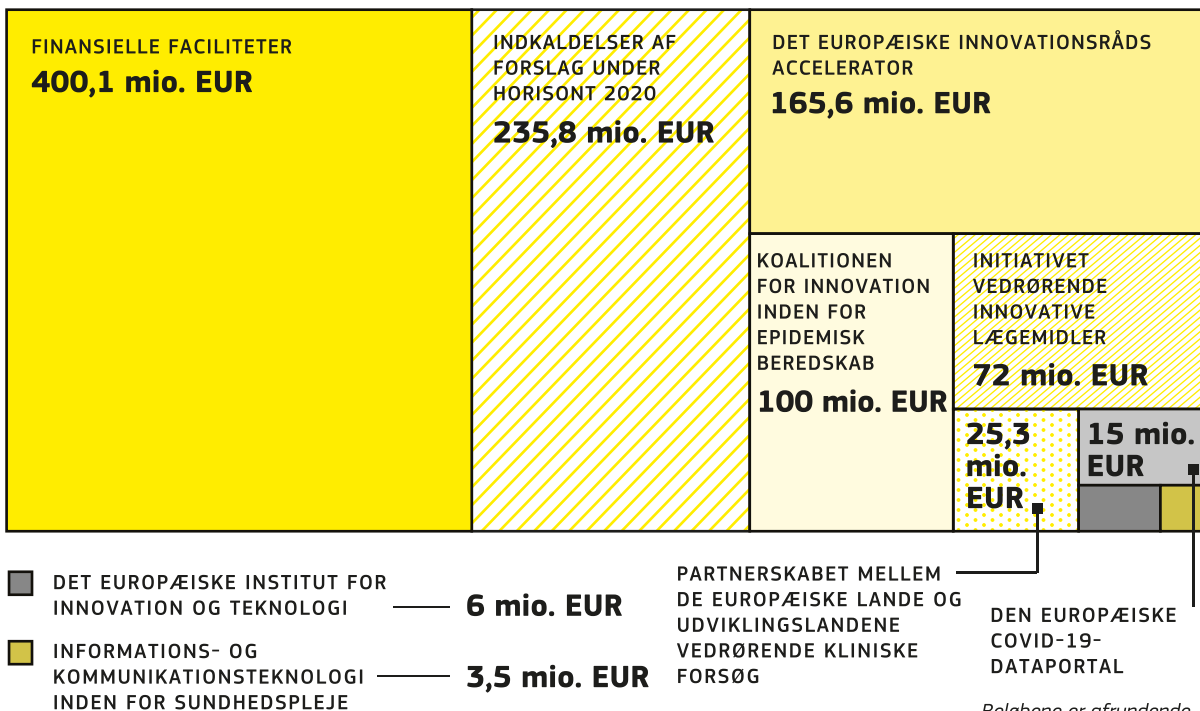 FINANSIELLE FACILITETER
400,1 mio. EUR
INDKALDELSER AF
FORSLAG UNDER
HORISONT 2020
235,8 mio. EUR
DET EUROPÆISKE INNOVATIONSRÅDS
ACCELERATOR
165,6 mio. EUR
KOALITIONEN
FOR INNOVATION
INDEN FOR
EPIDEMISK
BEREDSKAB
100 mio. EUR
INITIATIVET
VEDRØRENDE
INNOVATIVE
LÆGEMIDLER
72 mio. EUR
25,3
mio.
EUR
15 mio.
EUR
DET EUROPÆISKE INSTITUT FOR
INNOVATION OG TEKNOLOGI
6 mio. EUR
INFORMATIONS- OG
KOMMUNIKATIONSTEKNOLOGI
INDEN FOR SUNDHEDSPLEJE
3,5 mio. EUR
PARTNERSKABET MELLEM
DE EUROPÆISKE LANDE OG
UDVIKLINGSLANDENE
VEDRØRENDE KLINISKE
FORSØG
DEN EUROPÆISKE
COVID-19-
DATAPORTAL
Beløbene er afrundende